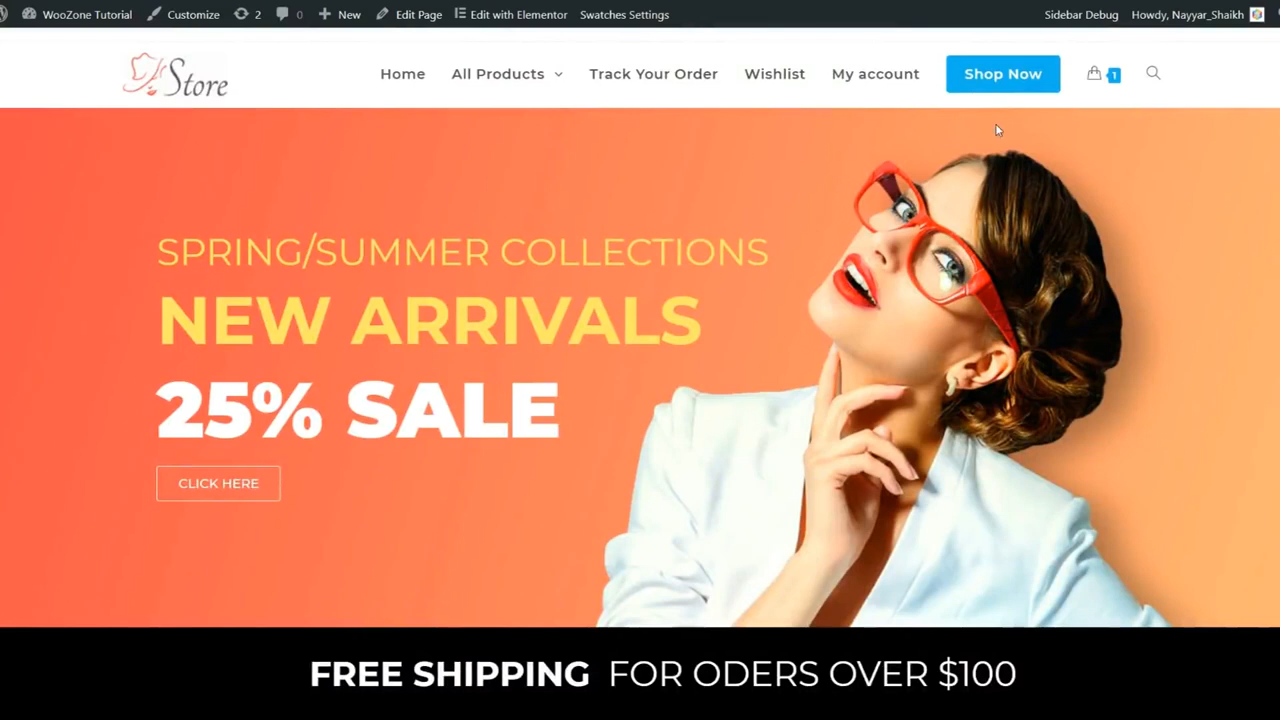 WooZone Tutorial Customize 2 0 New Edit Page Edit with Elementor Swatches Settings Sidebar Debug Howdy, Nayyar_Shaikh
Store Home All Products Track Your Order Wishlist My account Shop Now 1
SPRING/SUMMER COLLECTIONS
NEW ARRIVALS
25% SALE
CLICK HERE
FREE SHIPPING FOR ODERS OVER $100